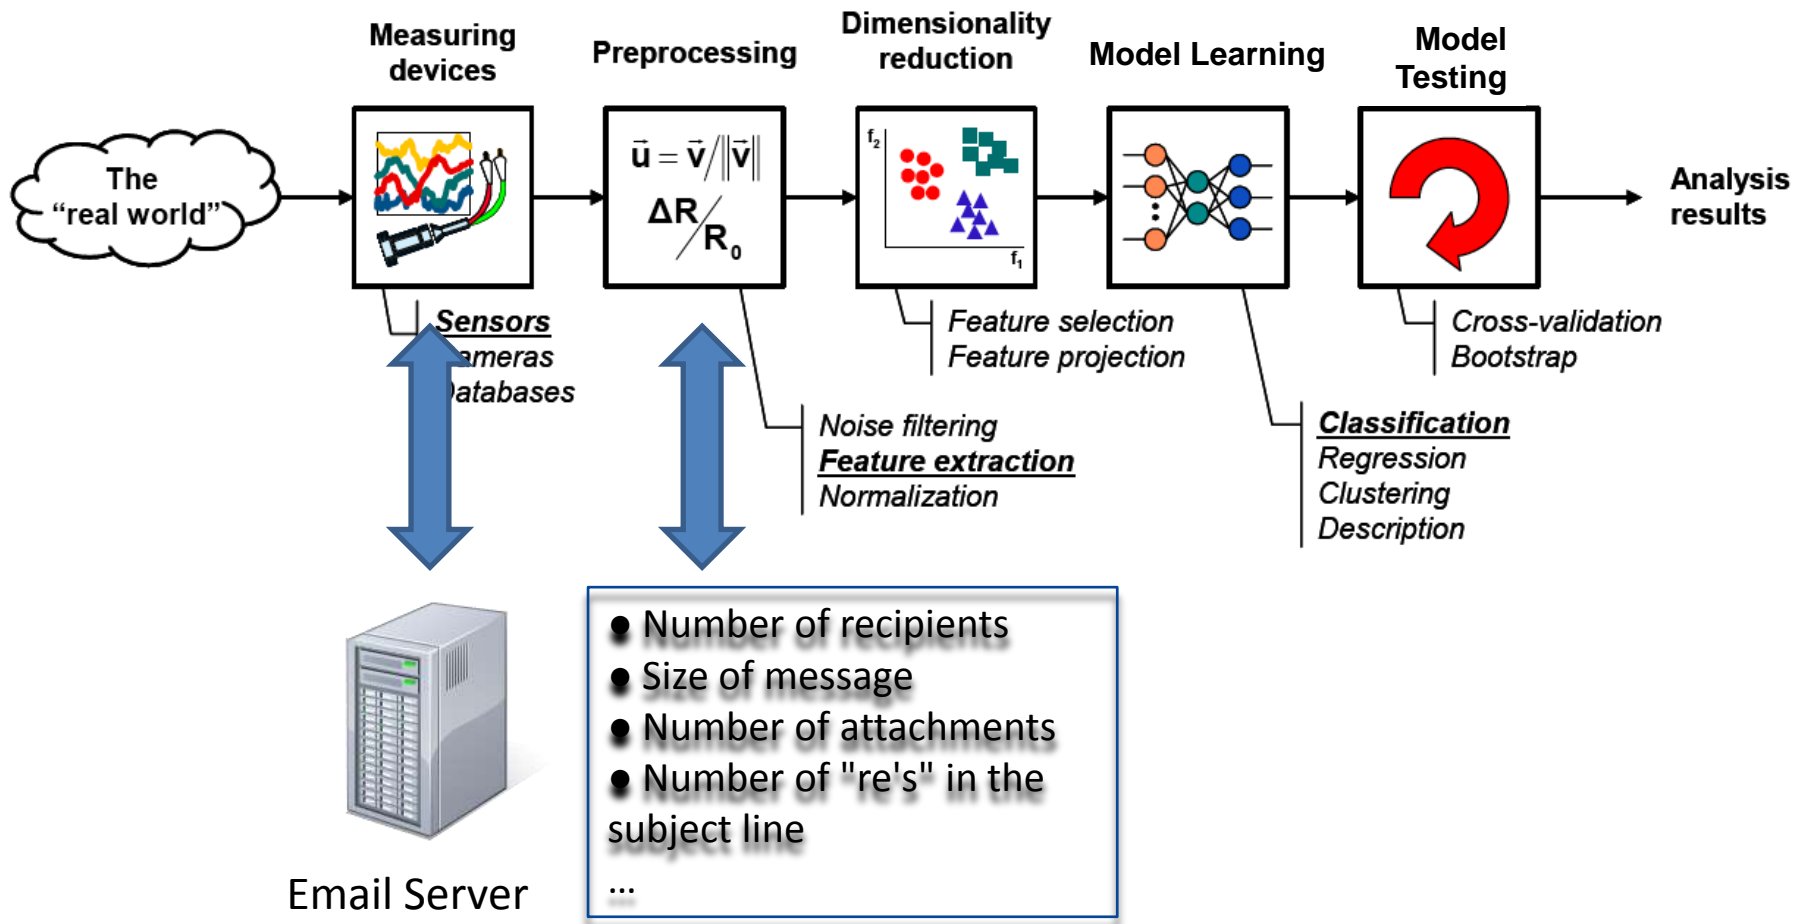 Measuring
devices
Preprocessing
Dimensionality
reduction
Model Learning
Model
Testing
The
“real world”
u⃗ = v⃗/||v⃗||
ΔR/R₀
f₂
f₁
Analysis
results
Sensors
Cameras
Databases
Noise filtering
Feature extraction
Normalization
Feature selection
Feature projection
Classification
Regression
Clustering
Description
Cross-validation
Bootstrap
Email Server
● Number of recipients
● Size of message
● Number of attachments
● Number of "re's" in the
subject line
...